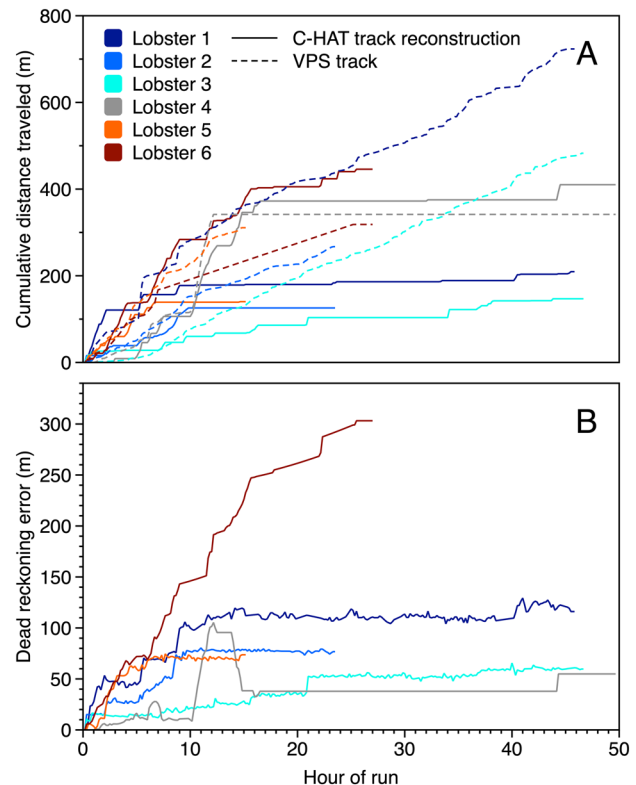 800
600
400
200
0
Cumulative distance traveled (m)
Lobster 1
Lobster 2
Lobster 3
Lobster 4
Lobster 5
Lobster 6
C-HAT track reconstruction
VPS track
A
300
250
200
150
100
50
0
Dead reckoning error (m)
B
0
10
20
30
40
50
Hour of run